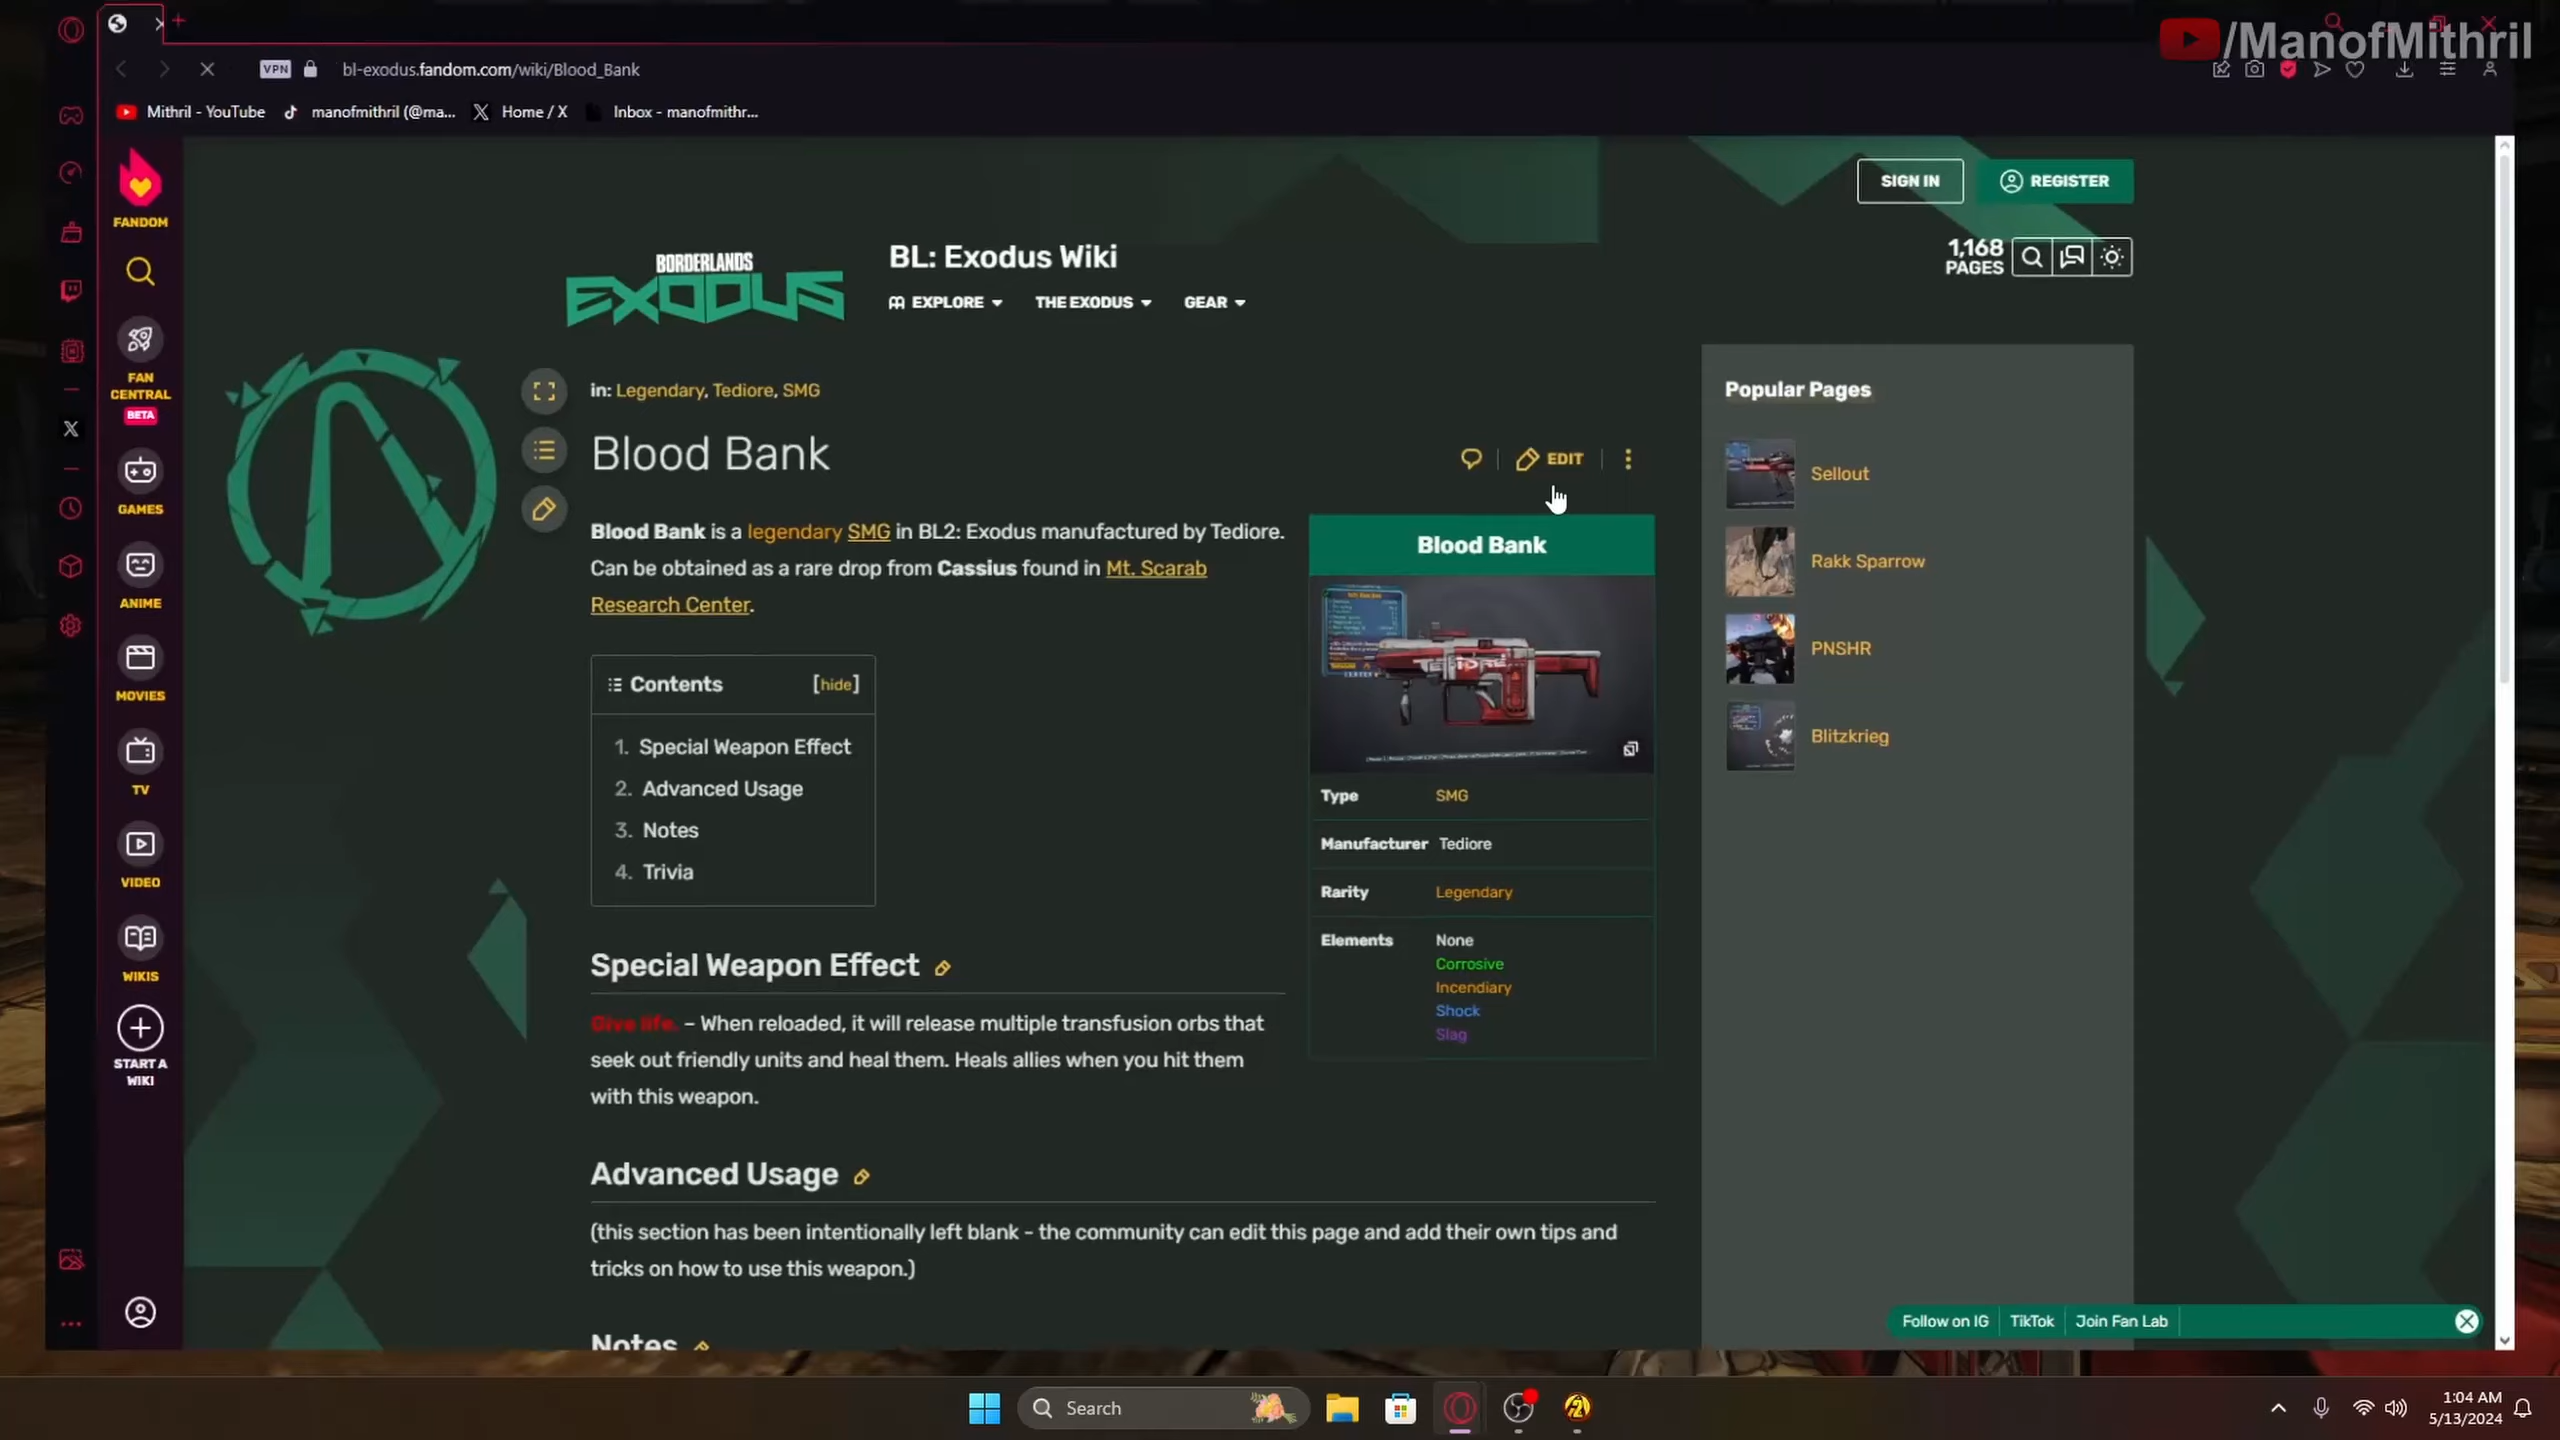 /ManofMithril
VPN
bl-exodus.fandom.com/wiki/Blood_Bank
Mithril - YouTube
manofmithril (@ma...
Home / X
Inbox - manofmithr...
FANDOM
FAN CENTRAL
BETA
GAMES
ANIME
MOVIES
TV
VIDEO
WIKIS
START A WIKI
SIGN IN
REGISTER
BORDERLANDS
EXODUS
BL: Exodus Wiki
EXPLORE
THE EXODUS
GEAR
1,168
PAGES
in: Legendary, Tediore, SMG
Blood Bank
EDIT
Blood Bank is a legendary SMG in BL2: Exodus manufactured by Tediore.
Can be obtained as a rare drop from Cassius found in Mt. Scarab
Research Center.
Contents [hide]
1. Special Weapon Effect
2. Advanced Usage
3. Notes
4. Trivia
Blood Bank
TEDIORE
Type SMG
Manufacturer Tediore
Rarity Legendary
Elements None
Corrosive
Incendiary
Shock
Slag
Special Weapon Effect
Give life. – When reloaded, it will release multiple transfusion orbs that
seek out friendly units and heal them. Heals allies when you hit them
with this weapon.
Advanced Usage
(this section has been intentionally left blank - the community can edit this page and add their own tips and
tricks on how to use this weapon.)
Notes
Popular Pages
Sellout
Rakk Sparrow
PNSHR
Blitzkrieg
Follow on IG
TikTok
Join Fan Lab
Search
1:04 AM
5/13/2024